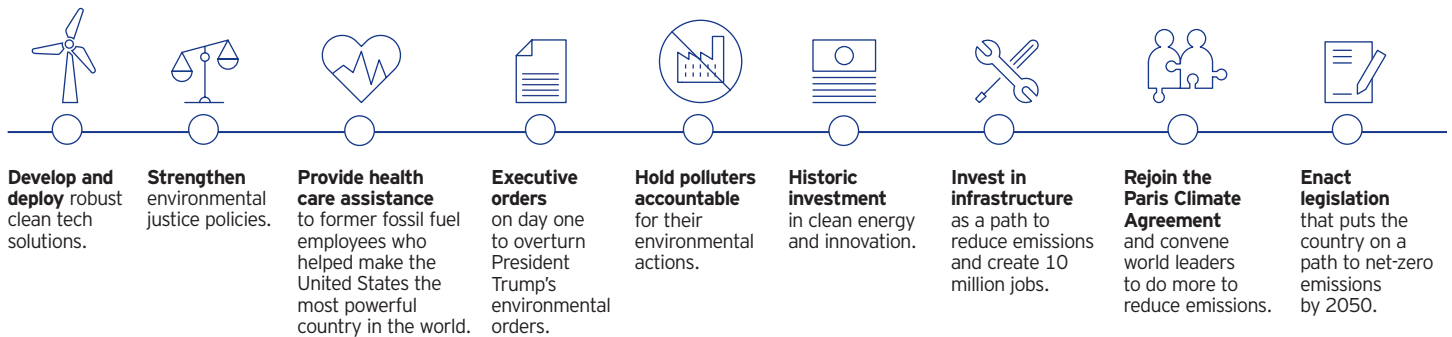 Develop and
deploy robust
clean tech
solutions.
Strengthen
environmental
justice policies.
Provide health
care assistance
to former fossil fuel
employees who
helped make the
United States the
most powerful
country in the world.
Executive
orders
on day one
to overturn
President
Trump's
environmental
orders.
Hold polluters
accountable
for their
environmental
actions.
Historic
investment
in clean energy
and innovation.
Invest in
infrastructure
as a path to
reduce emissions
and create 10
million jobs.
Rejoin the
Paris Climate
Agreement
and convene
world leaders
to do more to
reduce emissions.
Enact
legislation
that puts the
country on a
path to net-zero
emissions
by 2050.